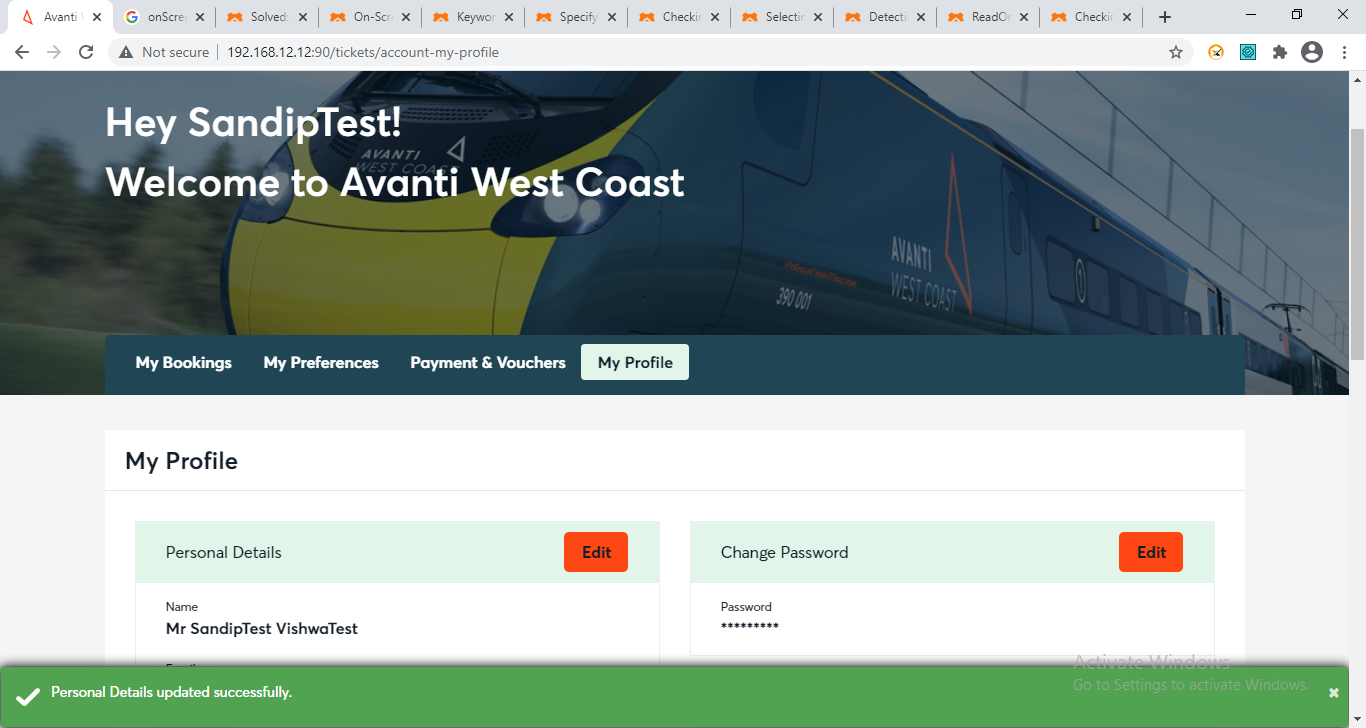 Avanti
onScre
Solved:
On-Scr
Keywor
Specify
Checkir
Selectir
Detecti
ReadO
Checkir
Not secure
192.168.12.12:90/tickets/account-my-profile
Hey SandipTest!
Welcome to Avanti West Coast
AVANTI
WEST COAST
AVANTI
WEST COAST
390 001
My Bookings
My Preferences
Payment & Vouchers
My Profile
My Profile
Personal Details
Edit
Change Password
Edit
Name
Mr SandipTest VishwaTest
Password
*********
Activate Windows
Go to Settings to activate Windows.
Personal Details updated successfully.